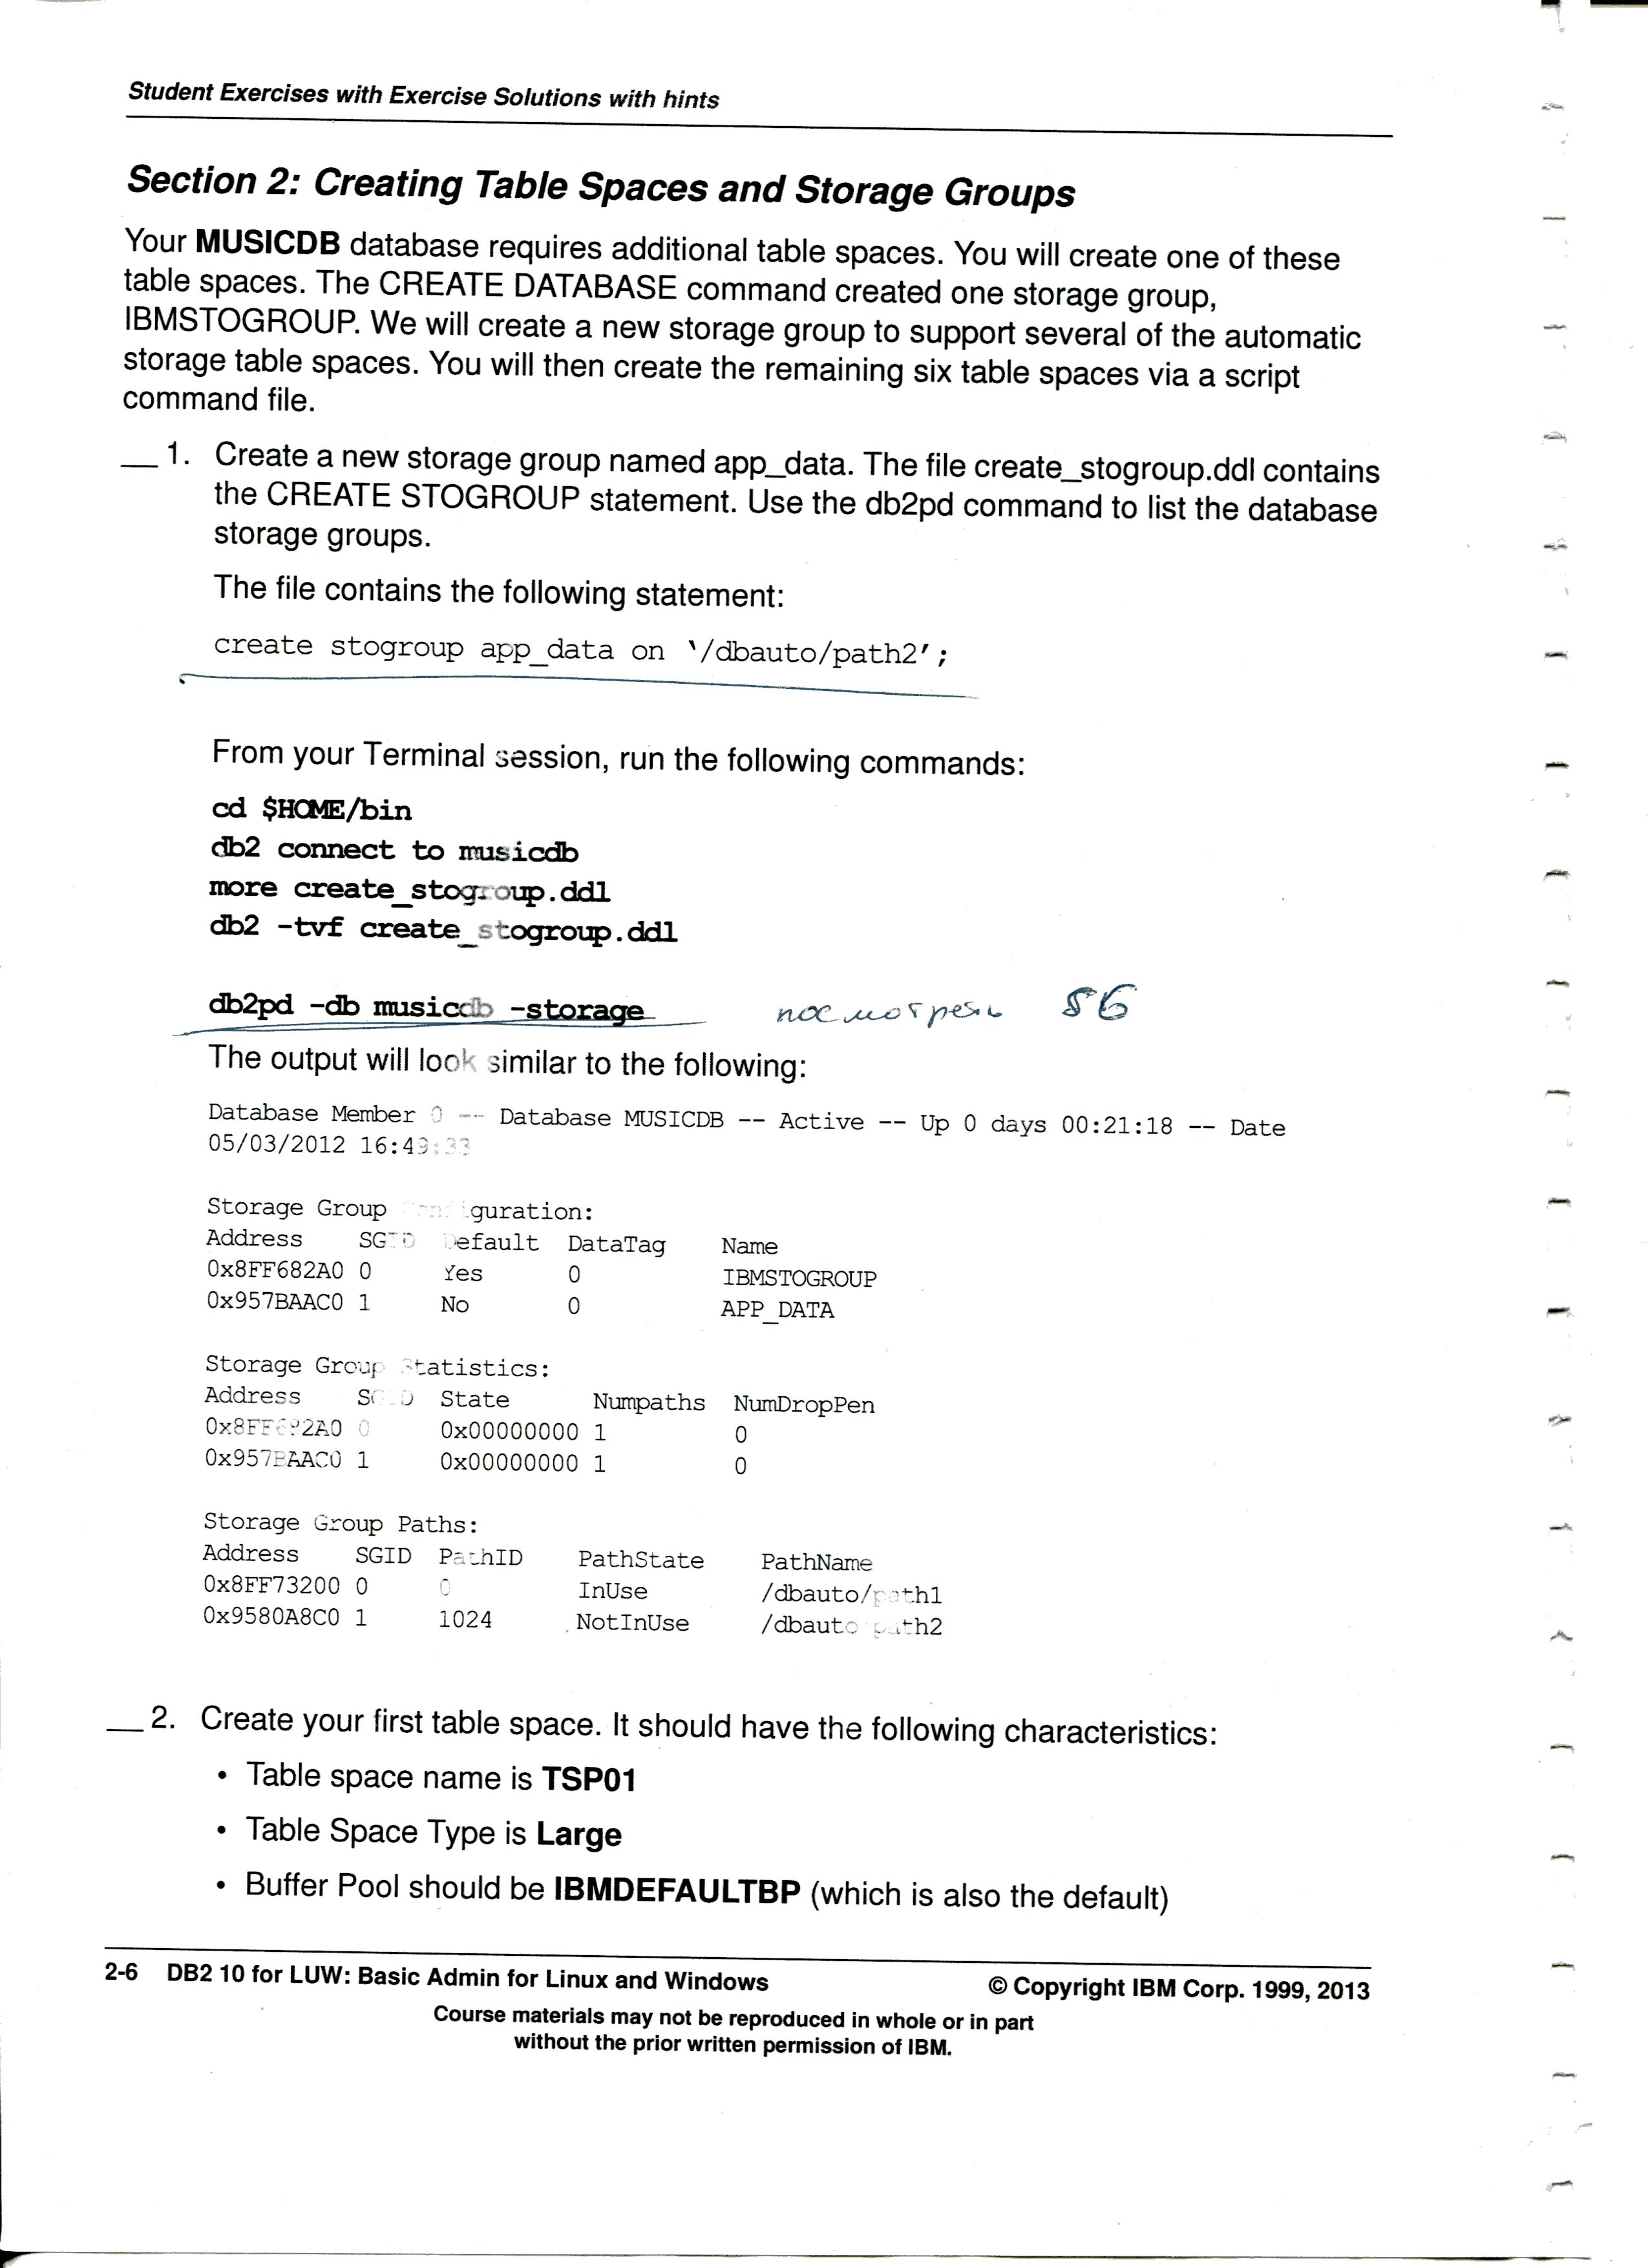 Student Exercises with Exercise Solutions with hints
Section 2: Creating Table Spaces and Storage Groups
Your MUSICDB database requires additional table spaces. You will create one of these
table spaces. The CREATE DATABASE command created one storage group,
IBMSTOGROUP. We will create a new storage group to support several of the automatic
storage table spaces. You will then create the remaining six table spaces via a script
command file.
__ 1. Create a new storage group named app_data. The file create_stogroup.ddl contains
the CREATE STOGROUP statement. Use the db2pd command to list the database
storage groups.
The file contains the following statement:
create stogroup app_data on ‘/dbauto/path2’;
From your Terminal session, run the following commands:
cd $HOME/bin
db2 connect to musicdb
more create_stogroup.ddl
db2 -tvf create_stogroup.ddl
db2pd -db musicdb -storage посмотреть SG
The output will look similar to the following:
Database Member 0 -- Database MUSICDB -- Active -- Up 0 days 00:21:18 -- Date
05/03/2012 16:49:33
Storage Group Configuration:
Address SGID Default DataTag Name
0x8FF682A0 0 Yes 0 IBMSTOGROUP
0x957BAAC0 1 No 0 APP_DATA
Storage Group Statistics:
Address SGID State Numpaths NumDropPen
0x8FF682A0 0 0x00000000 1 0
0x957BAAC0 1 0x00000000 1 0
Storage Group Paths:
Address SGID PathID PathState PathName
0x8FF73200 0 0 InUse /dbauto/path1
0x9580A8C0 1 1024 NotInUse /dbauto/path2
__ 2. Create your first table space. It should have the following characteristics:
• Table space name is TSP01
• Table Space Type is Large
• Buffer Pool should be IBMDEFAULTBP (which is also the default)
2-6 DB2 10 for LUW: Basic Admin for Linux and Windows © Copyright IBM Corp. 1999, 2013
Course materials may not be reproduced in whole or in part
without the prior written permission of IBM.